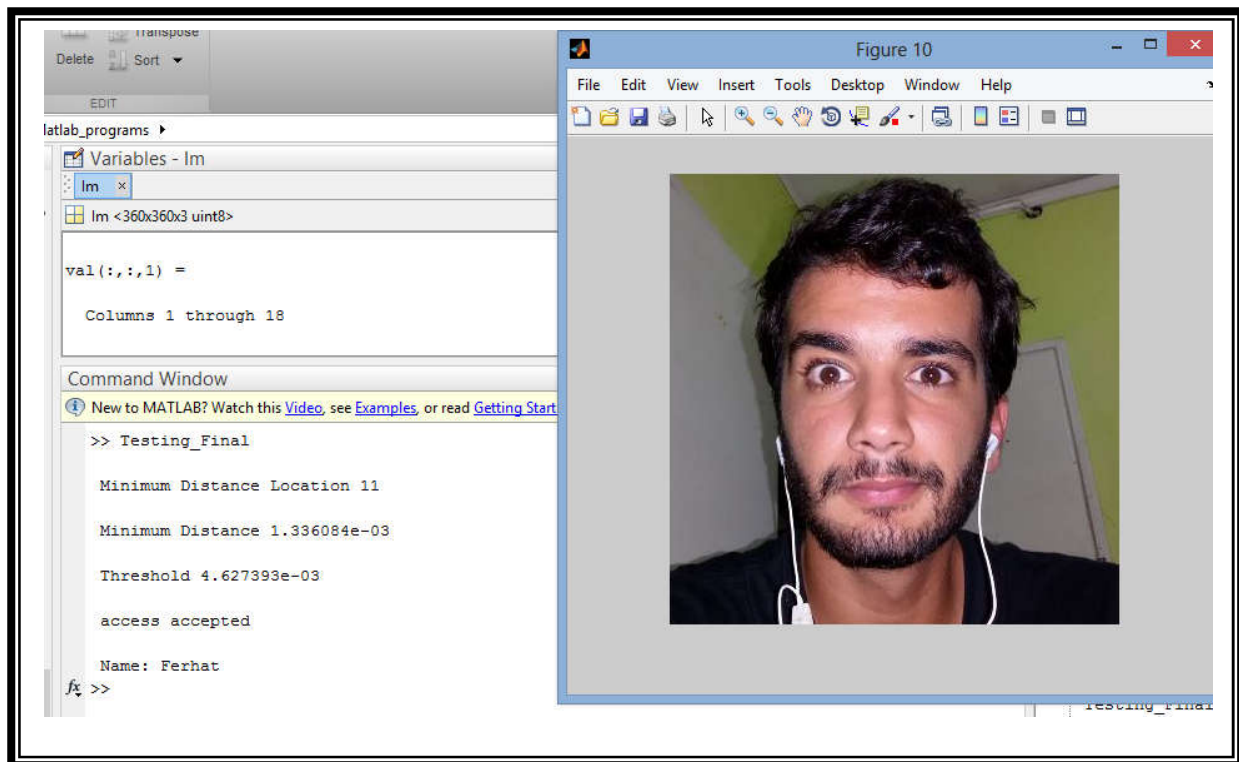 Transpose
Delete Sort
EDIT
latlab_programs
Variables - Im
Im
Im <360x360x3 uint8>
val(:,:,1) =
Columns 1 through 18
Command Window
New to MATLAB? Watch this Video, see Examples, or read Getting Start
>> Testing_Final
Minimum Distance Location 11
Minimum Distance 1.336084e-03
Threshold 4.627393e-03
access accepted
Name: Ferhat
fx >>
Figure 10
File Edit View Insert Tools Desktop Window Help
Testing_Final